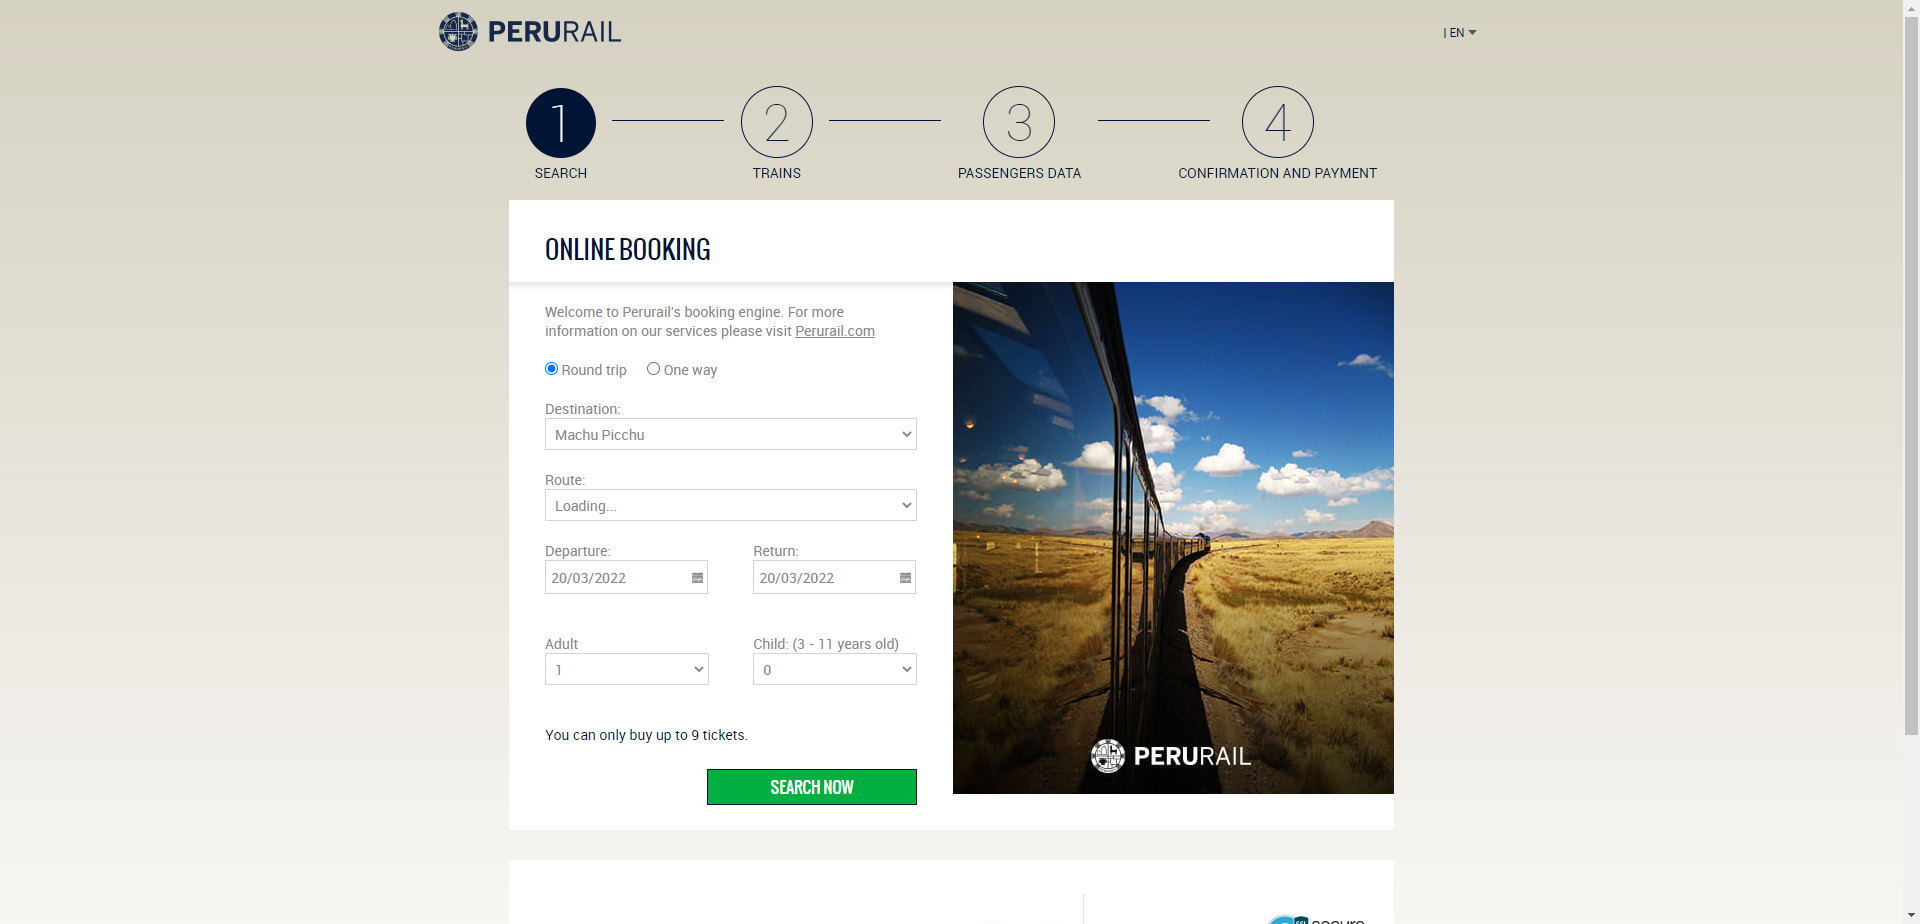 PERURAIL
| EN
1
2
3
4
SEARCH
TRAINS
PASSENGERS DATA
CONFIRMATION AND PAYMENT
ONLINE BOOKING
Welcome to Perurail's booking engine. For more
information on our services please visit Perurail.com
Round trip
One way
Destination:
Machu Picchu
Route:
Loading...
Departure:
Return:
20/03/2022
20/03/2022
Adult
Child: (3 - 11 years old)
1
0
You can only buy up to 9 tickets.
SEARCH NOW
PERURAIL